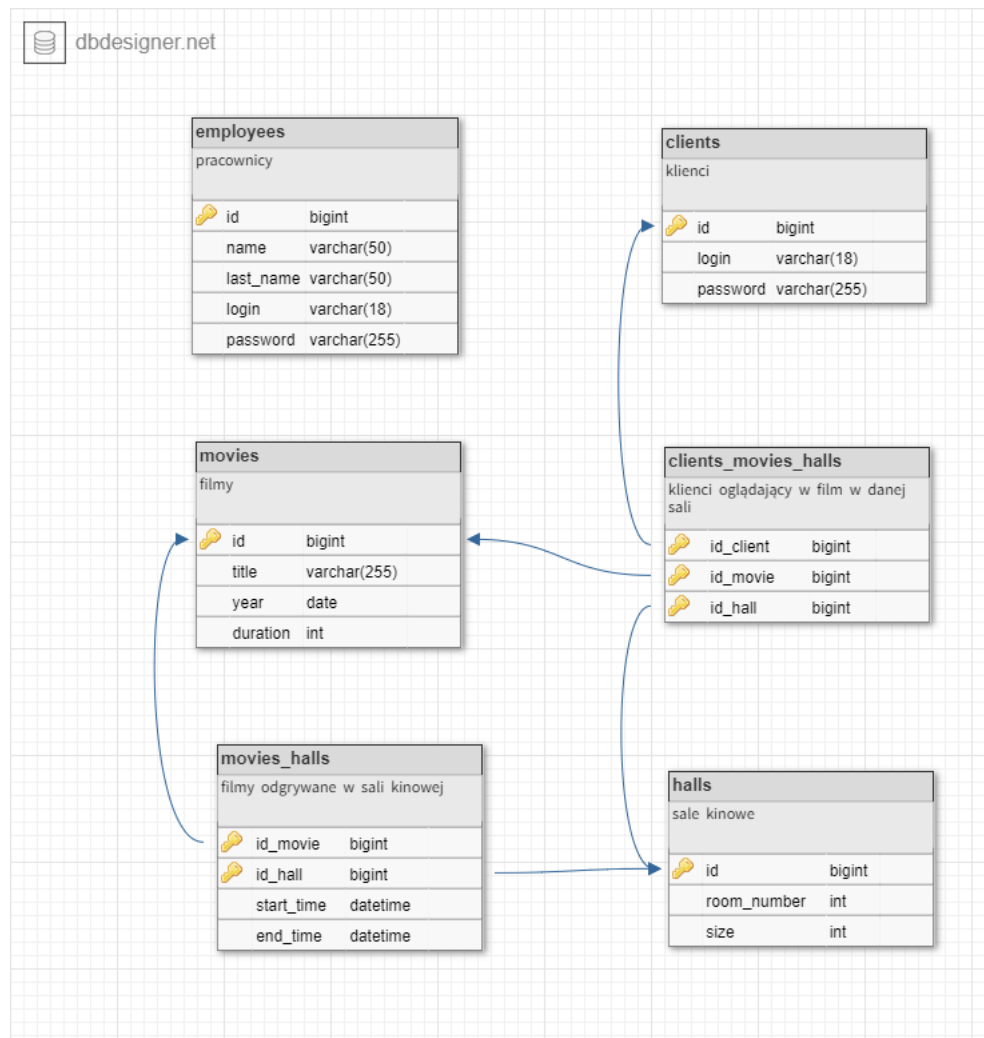 dbdesigner.net
employees
pracownicy
id bigint
name varchar(50)
last_name varchar(50)
login varchar(18)
password varchar(255)
clients
klienci
id bigint
login varchar(18)
password varchar(255)
movies
filmy
id bigint
title varchar(255)
year date
duration int
clients_movies_halls
klienci oglądający w film w danej
sali
id_client bigint
id_movie bigint
id_hall bigint
movies_halls
filmy odgrywane w sali kinowej
id_movie bigint
id_hall bigint
start_time datetime
end_time datetime
halls
sale kinowe
id bigint
room_number int
size int